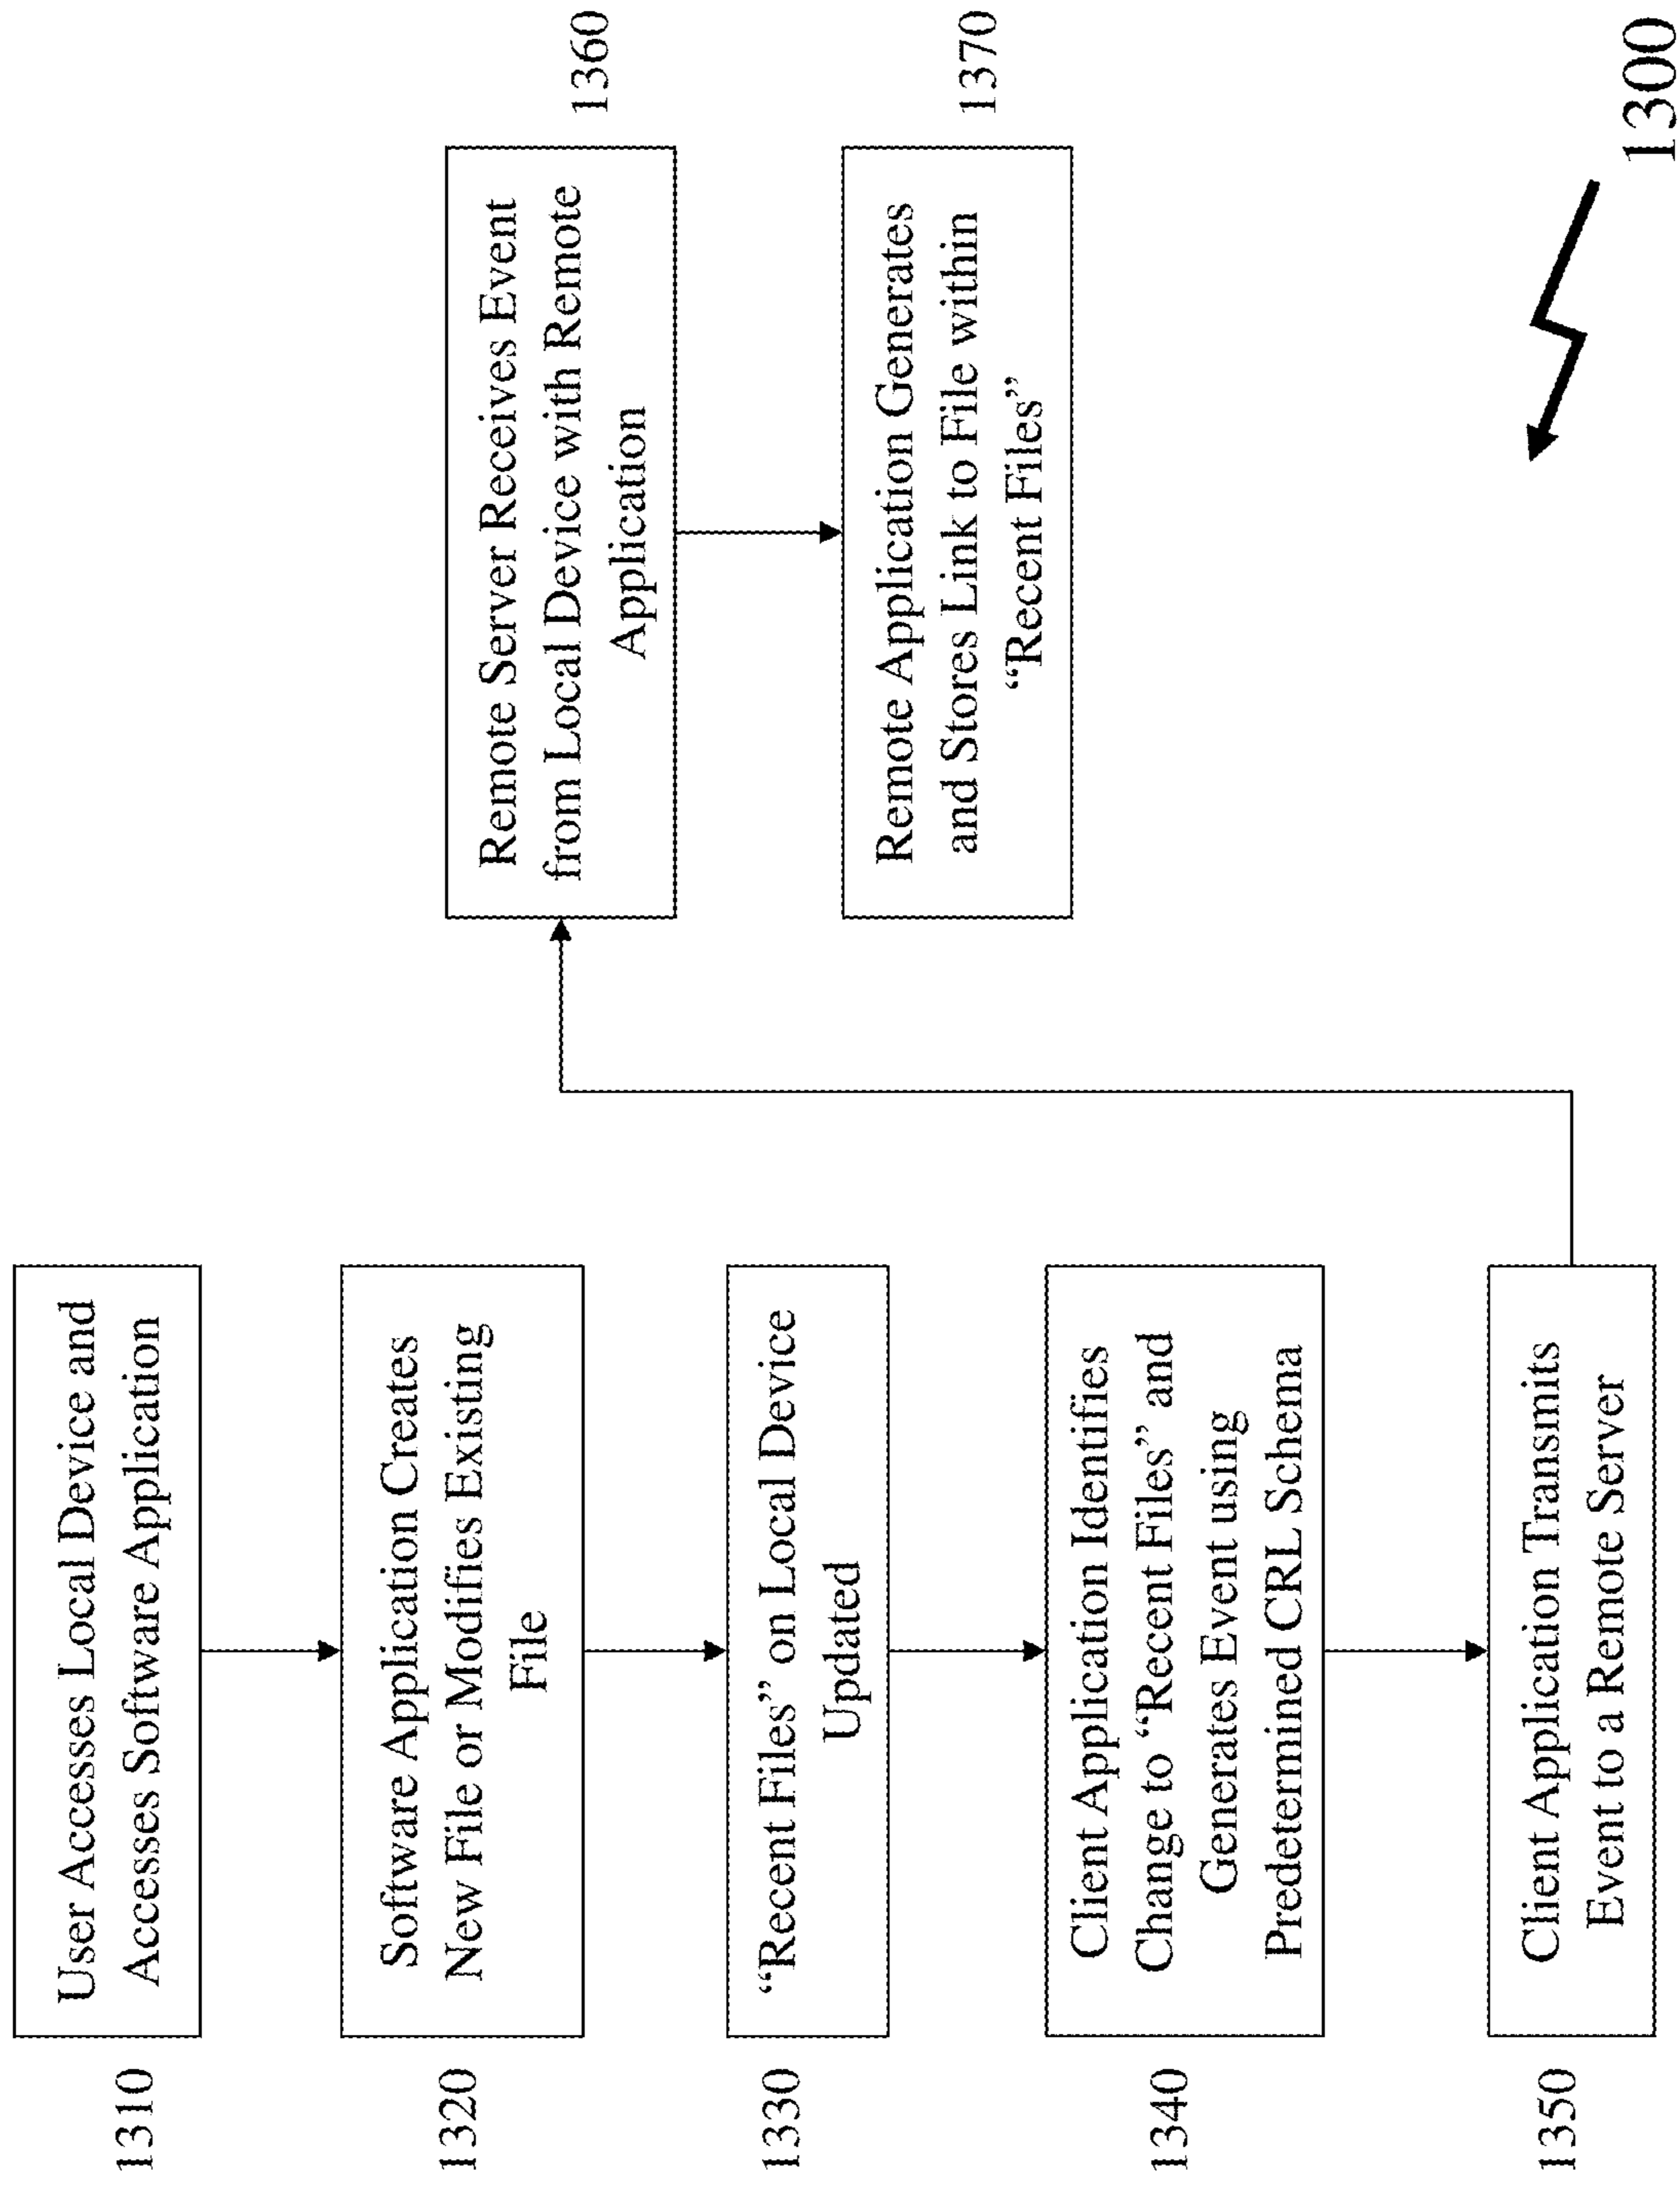 1310
User Accesses Local Device and
Accesses Software Application
1320
Software Application Creates
New File or Modifies Existing
File
1330
“Recent Files” on Local Device
Updated
1340
Client Application Identifies
Change to “Recent Files” and
Generates Event using
Predetermined CRL Schema
1350
Client Application Transmits
Event to a Remote Server
Remote Server Receives Event
from Local Device with Remote
Application
1360
Remote Application Generates
and Stores Link to File within
“Recent Files”
1370
1300